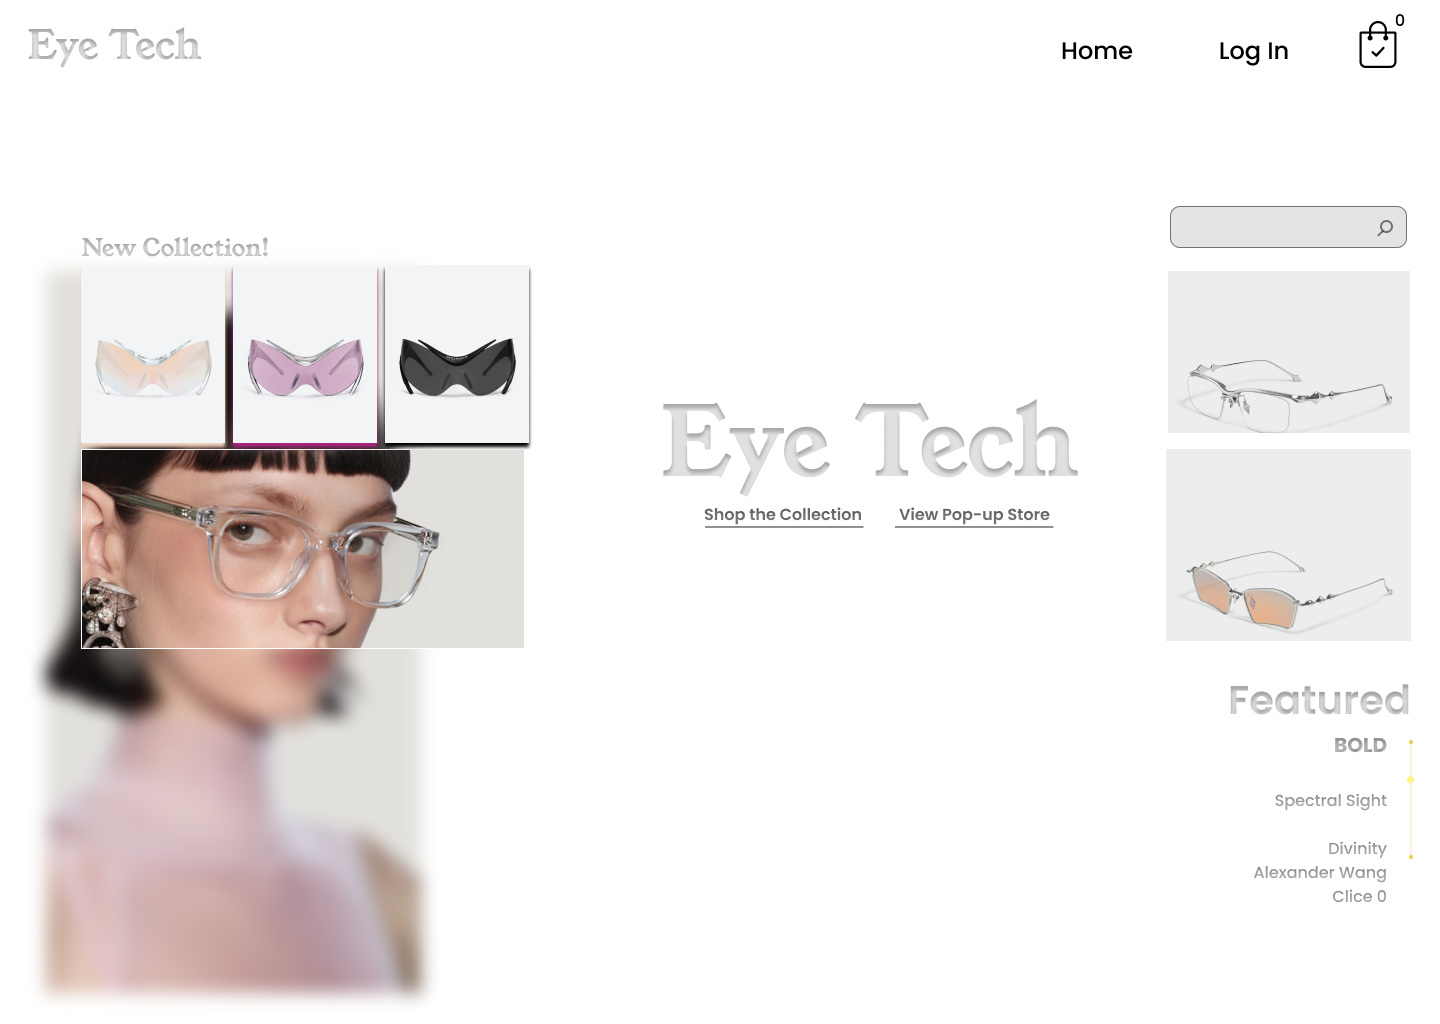 Eye Tech
Home
Log In
0
New Collection!
Eye Tech
Shop the Collection
View Pop-up Store
Featured
BOLD
Spectral Sight
Divinity
Alexander Wang
Clice 0